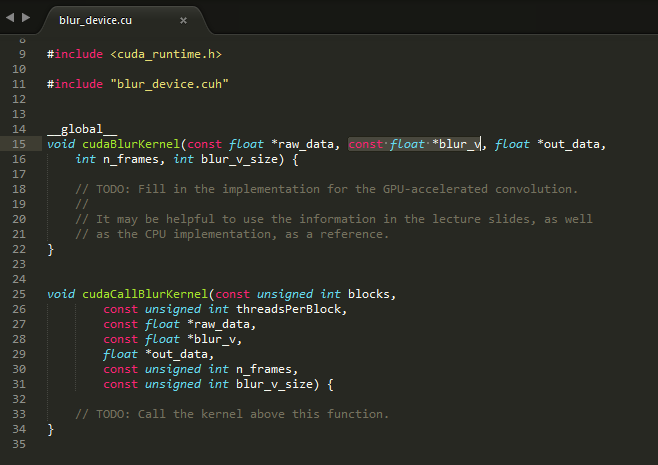 blur_device.cu ×
8
9 #include <cuda_runtime.h>
10
11 #include "blur_device.cuh"
12
13
14 __global__
15 void cudaBlurKernel(const float *raw_data, const float *blur_v, float *out_data,
16     int n_frames, int blur_v_size) {
17
18     // TODO: Fill in the implementation for the GPU-accelerated convolution.
19     //
20     // It may be helpful to use the information in the lecture slides, as well
21     // as the CPU implementation, as a reference.
22 }
23
24
25 void cudaCallBlurKernel(const unsigned int blocks,
26         const unsigned int threadsPerBlock,
27         const float *raw_data,
28         const float *blur_v,
29         float *out_data,
30         const unsigned int n_frames,
31         const unsigned int blur_v_size) {
32
33     // TODO: Call the kernel above this function.
34 }
35